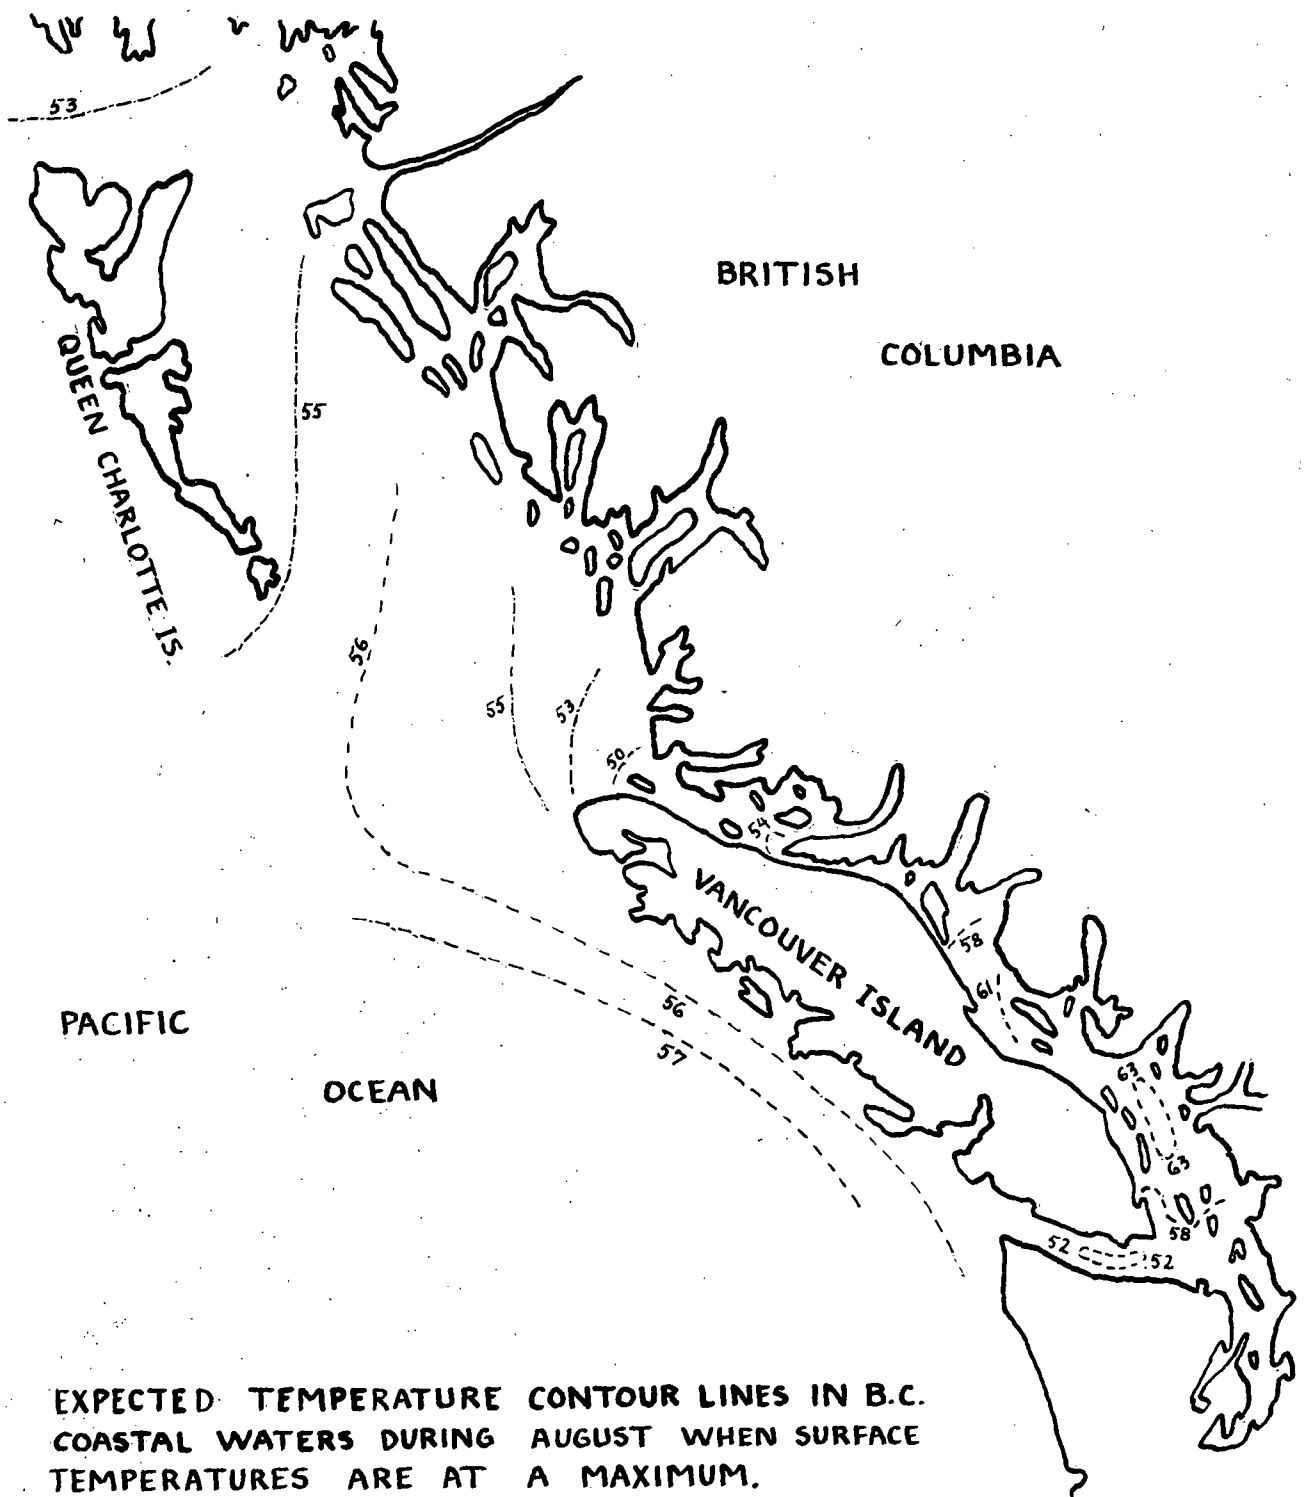 53
BRITISH
COLUMBIA
QUEEN CHARLOTTE IS.
55
56
55
53
50
54
VANCOUVER ISLAND
58
61
56
57
PACIFIC
OCEAN
63
63
58
52
52
EXPECTED TEMPERATURE CONTOUR LINES IN B.C.
COASTAL WATERS DURING AUGUST WHEN SURFACE
TEMPERATURES ARE AT A MAXIMUM.